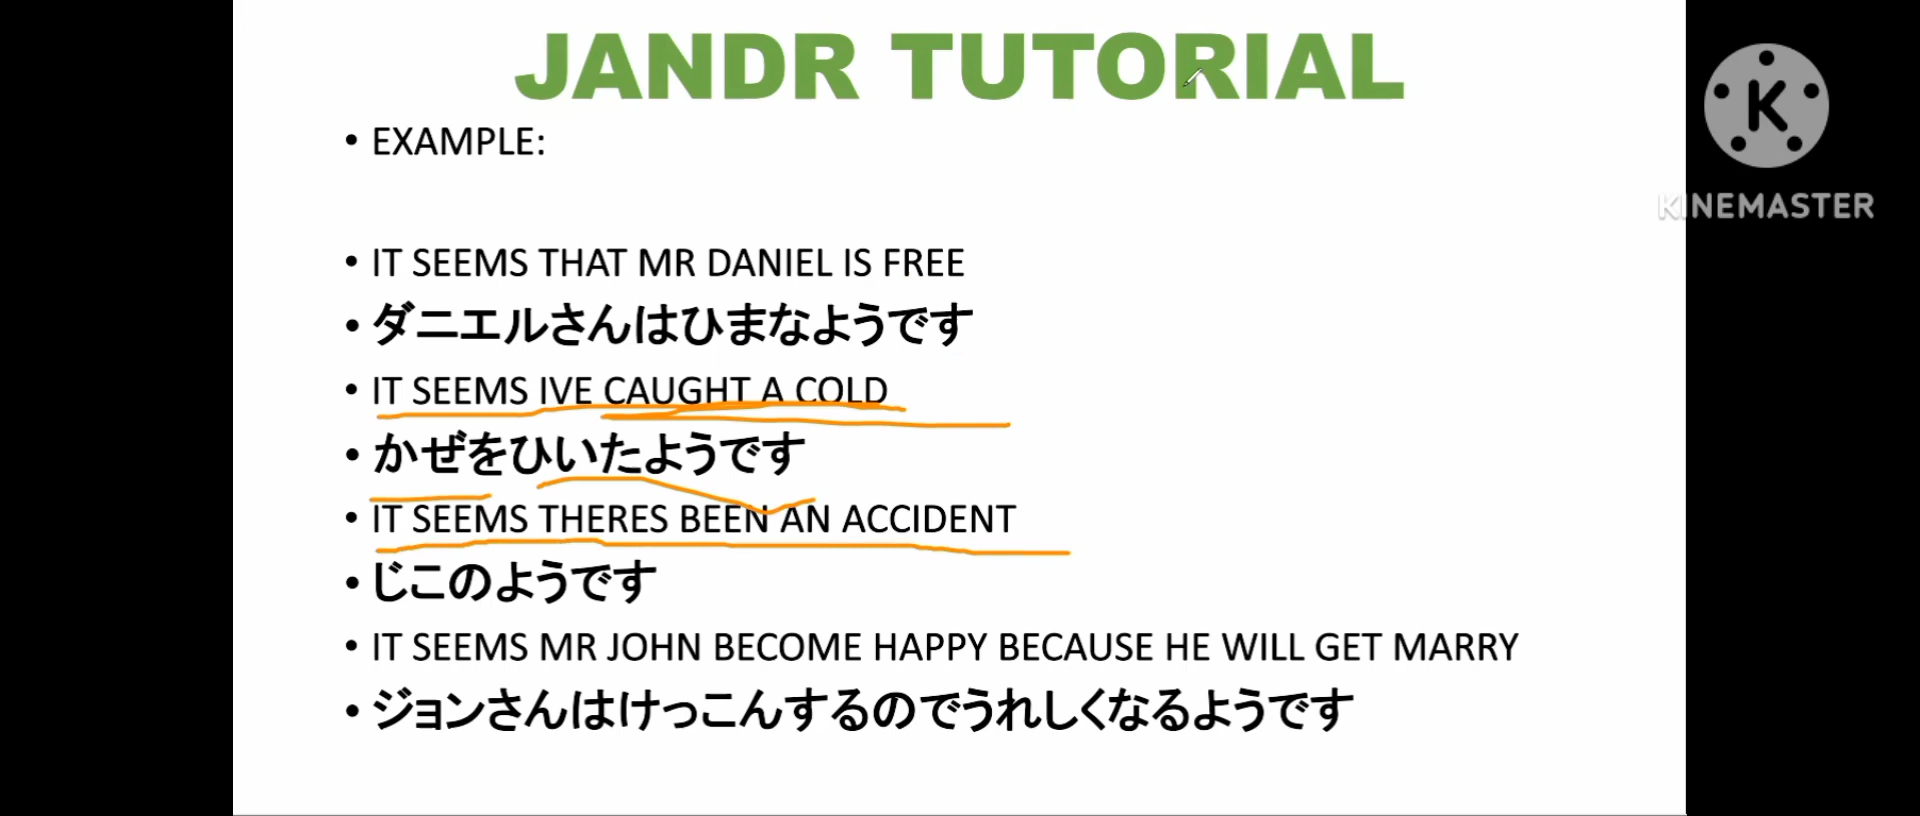 JANDR TUTORIAL
• EXAMPLE:
• IT SEEMS THAT MR DANIEL IS FREE
• ダニエルさんはひまなようです
• IT SEEMS IVE CAUGHT A COLD
• かぜをひいたようです
• IT SEEMS THERES BEEN AN ACCIDENT
• じこのようです
• IT SEEMS MR JOHN BECOME HAPPY BECAUSE HE WILL GET MARRY
• ジョンさんはけっこんするのでうれしくなるようです
K
KINEMASTER